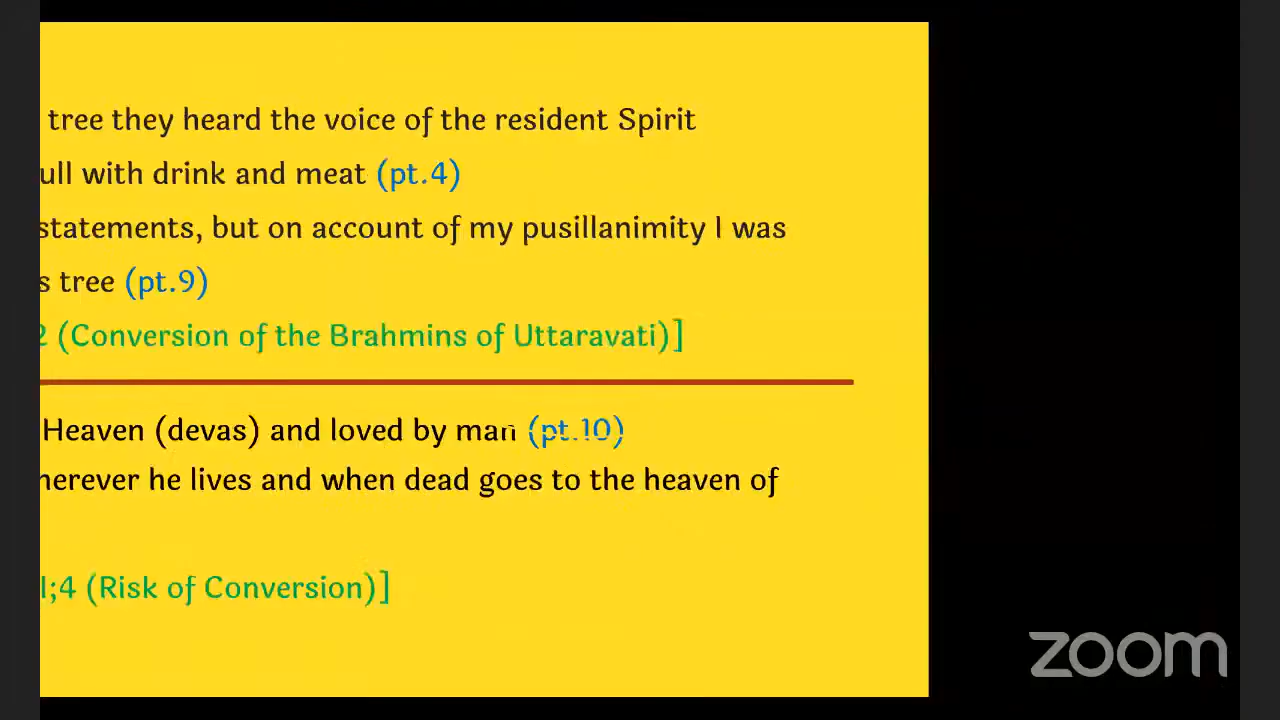 tree they heard the voice of the resident Spirit
ull with drink and meat (pt.4)
statements, but on account of my pusillanimity I was
s tree (pt.9)
2 (Conversion of the Brahmins of Uttaravati)]
Heaven (devas) and loved by man (pt.10)
herever he lives and when dead goes to the heaven of
I;4 (Risk of Conversion)]
zoom